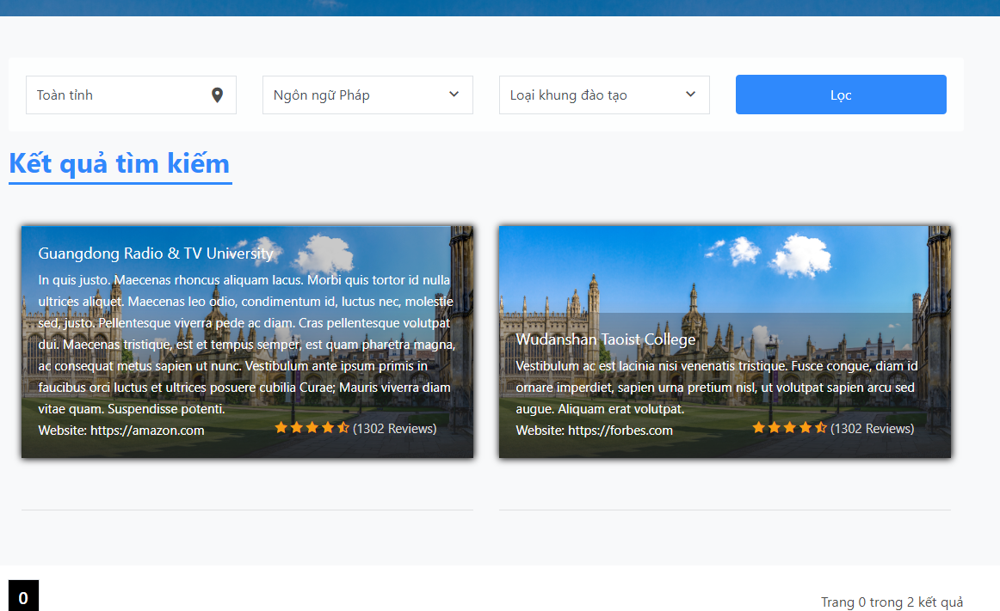 Toàn tỉnh
Ngôn ngữ Pháp
Loại khung đào tạo
Lọc
Kết quả tìm kiếm
Guangdong Radio & TV University
In quis justo. Maecenas rhoncus aliquam lacus. Morbi quis tortor id nulla
ultrices aliquet. Maecenas leo odio, condimentum id, luctus nec, molestie
sed, justo. Pellentesque viverra pede ac diam. Cras pellentesque volutpat
dui. Maecenas tristique, est et tempus semper, est quam pharetra magna,
ac consequat metus sapien ut nunc. Vestibulum ante ipsum primis in
faucibus orci luctus et ultrices posuere cubilia Curae; Mauris viverra diam
vitae quam. Suspendisse potenti.
Website: https://amazon.com
(1302 Reviews)
Wudanshan Taoist College
Vestibulum ac est lacinia nisi venenatis tristique. Fusce congue, diam id
ornare imperdiet, sapien urna pretium nisl, ut volutpat sapien arcu sed
augue. Aliquam erat volutpat.
Website: https://forbes.com
(1302 Reviews)
0
Trang 0 trong 2 kết quả